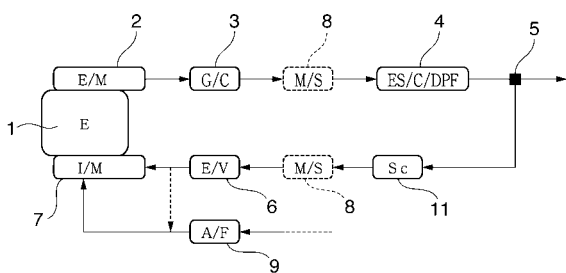 2 3 8 4 5
E/M G/C M/S ES/C/DPF
1 E
I/M E/V M/S Sc
7 6 8 11
A/F
9